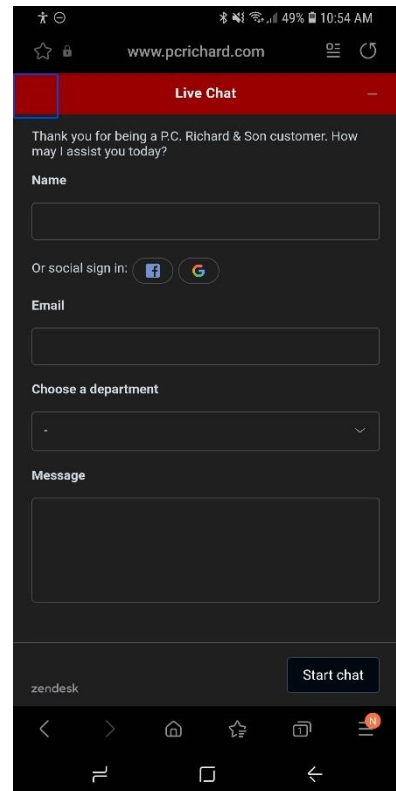 49% 10:54 AM
www.pcrichard.com
Live Chat
Thank you for being a P.C. Richard & Son customer. How
may I assist you today?
Name
Or social sign in:
Email
Choose a department
-
Message
Start chat
zendesk
1
N